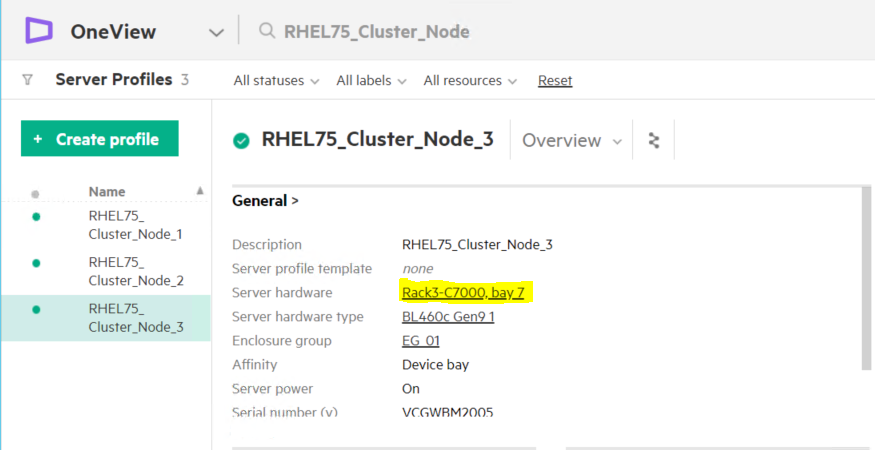 OneView
RHEL75_Cluster_Node
Server Profiles 3
All statuses
All labels
All resources
Reset
+ Create profile
Name
RHEL75_
Cluster_Node_1
RHEL75_
Cluster_Node_2
RHEL75_
Cluster_Node_3
RHEL75_Cluster_Node_3
Overview
General >
Description RHEL75_Cluster_Node_3
Server profile template none
Server hardware Rack3-C7000, bay 7
Server hardware type BL460c Gen9 1
Enclosure group EG_01
Affinity Device bay
Server power On
Serial number (v) VCGWBM2005